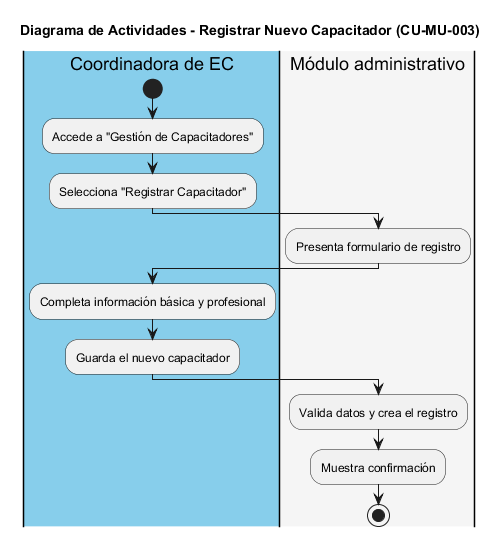 Diagrama de Actividades - Registrar Nuevo Capacitador (CU-MU-003)
Coordinadora de EC
Módulo administrativo
Accede a "Gestión de Capacitadores"
Selecciona "Registrar Capacitador"
Presenta formulario de registro
Completa información básica y profesional
Guarda el nuevo capacitador
Valida datos y crea el registro
Muestra confirmación